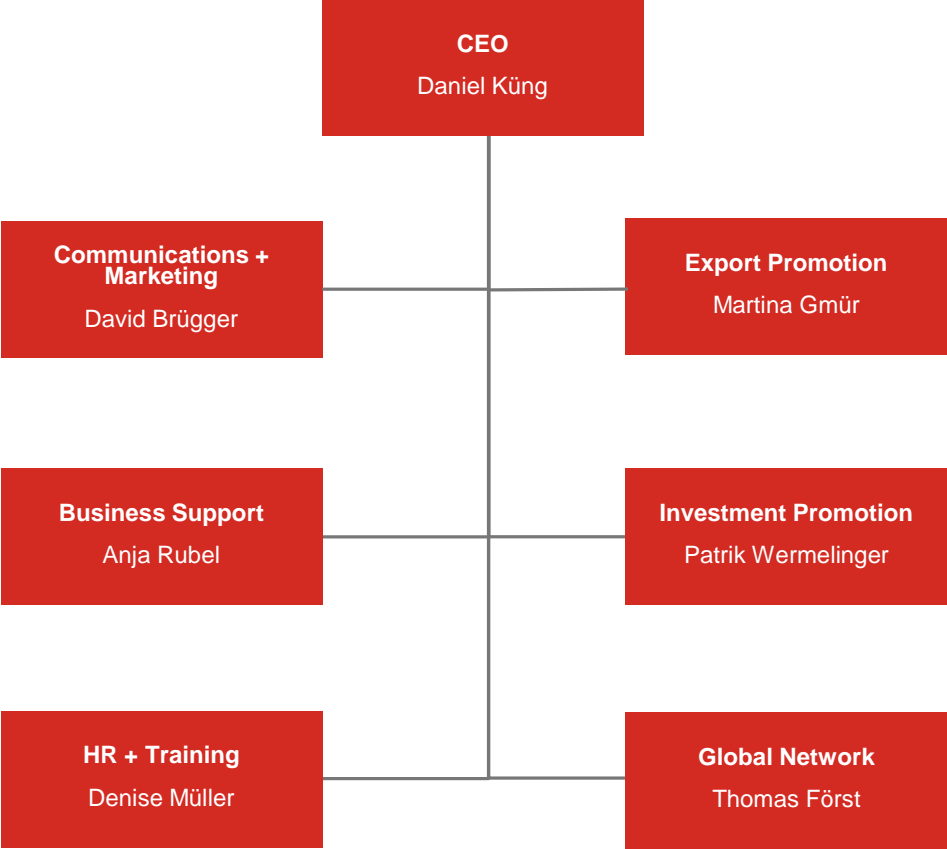 CEO
Daniel Küng
Communications +
Marketing
David Brügger
Export Promotion
Martina Gmür
Business Support
Anja Rubel
Investment Promotion
Patrik Wermelinger
HR + Training
Denise Müller
Global Network
Thomas Först